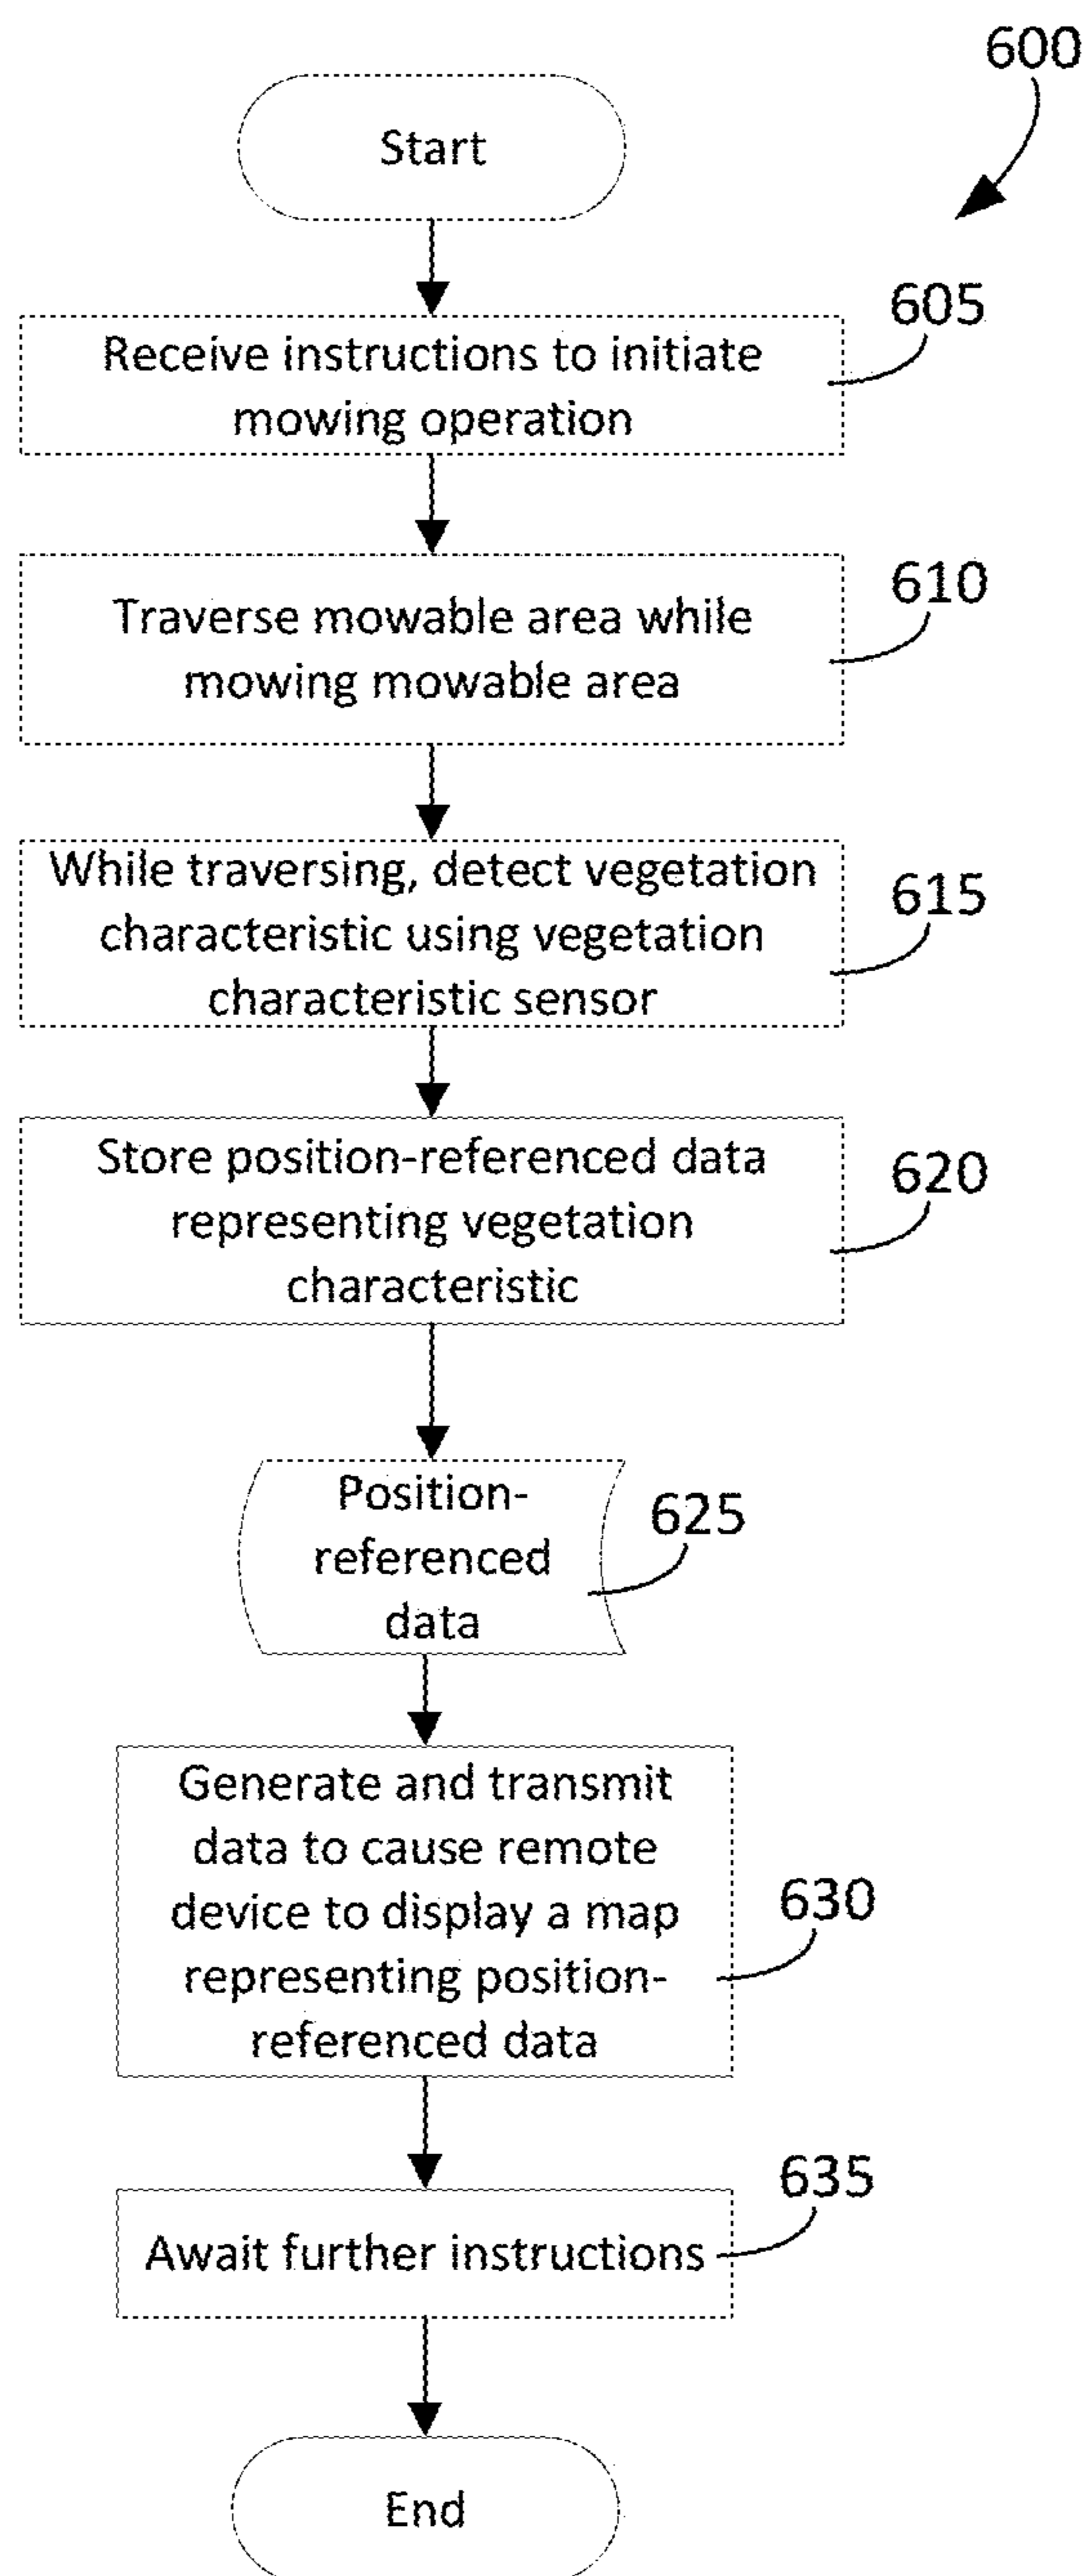 600
Start
605
Receive instructions to initiate
mowing operation
610
Traverse mowable area while
mowing mowable area
615
While traversing, detect vegetation
characteristic using vegetation
characteristic sensor
620
Store position-referenced data
representing vegetation
characteristic
625
Position-
referenced
data
630
Generate and transmit
data to cause remote
device to display a map
representing position-
referenced data
635
Await further instructions
End